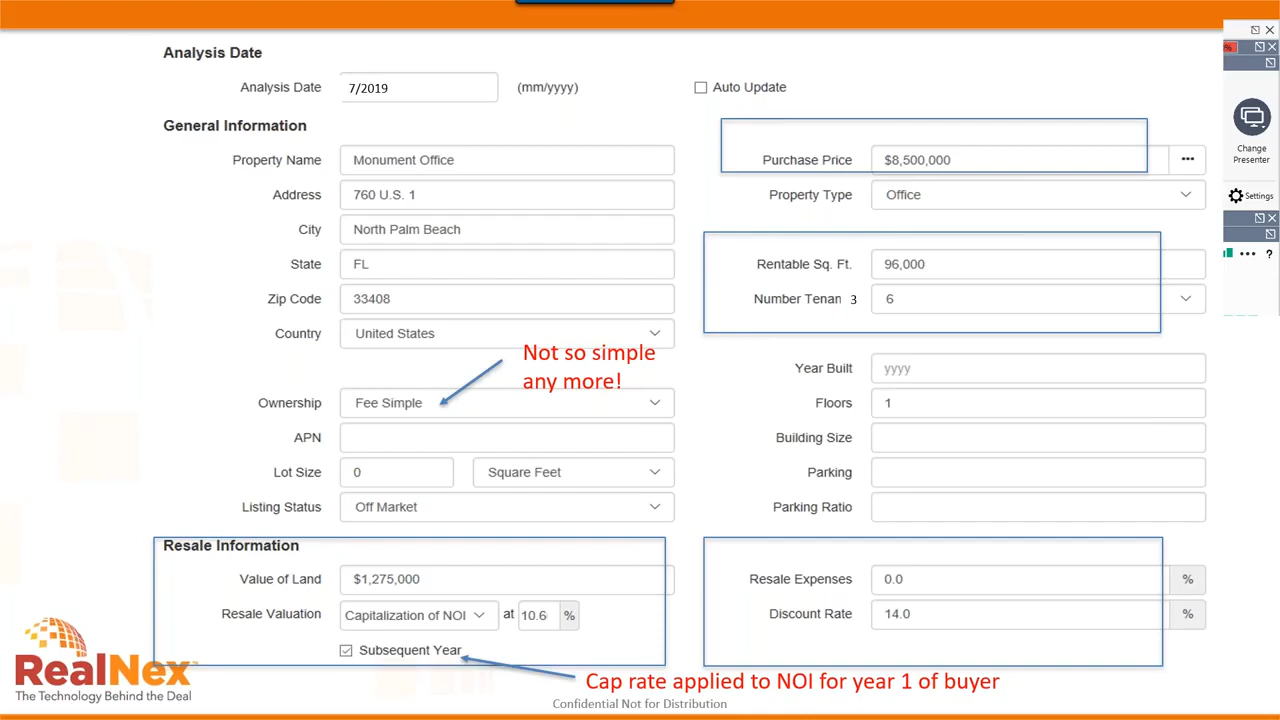 Analysis Date
Analysis Date 7/2019 (mm/yyyy) Auto Update
General Information
Property Name Monument Office Purchase Price $8,500,000 •••
Address 760 U.S. 1 Property Type Office
City North Palm Beach
State FL Rentable Sq. Ft. 96,000
Zip Code 33408 Number Tenan 3 6
Country United States
Not so simple
any more!
Year Built yyyy
Ownership Fee Simple Floors 1
APN Building Size
Lot Size 0 Square Feet Parking
Listing Status Off Market Parking Ratio
Resale Information
Value of Land $1,275,000 Resale Expenses 0.0 %
Resale Valuation Capitalization of NOI at 10.6 % Discount Rate 14.0 %
Subsequent Year
Cap rate applied to NOI for year 1 of buyer
RealNex
The Technology Behind the Deal
Confidential Not for Distribution
%
Change
Presenter
Settings
••• ?